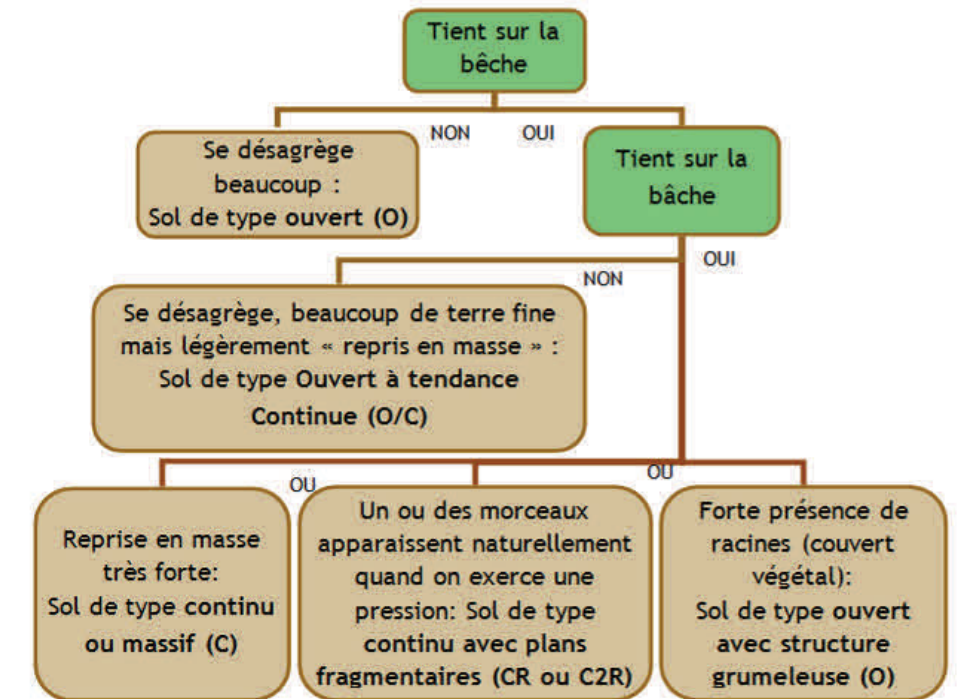 Tient sur la
bêche
NON
OUI
Se désagrège
beaucoup :
Sol de type ouvert (O)
Tient sur la
bâche
NON
OUI
Se désagrège, beaucoup de terre fine
mais légèrement « repris en masse » :
Sol de type Ouvert à tendance
Continue (O/C)
OU
OU
Reprise en masse
très forte:
Sol de type continu
ou massif (C)
Un ou des morceaux
apparaissent naturellement
quand on exerce une
pression: Sol de type
continu avec plans
fragmentaires (CR ou C2R)
Forte présence de
racines (couvert
végétal):
Sol de type ouvert
avec structure
grumeleuse (O)